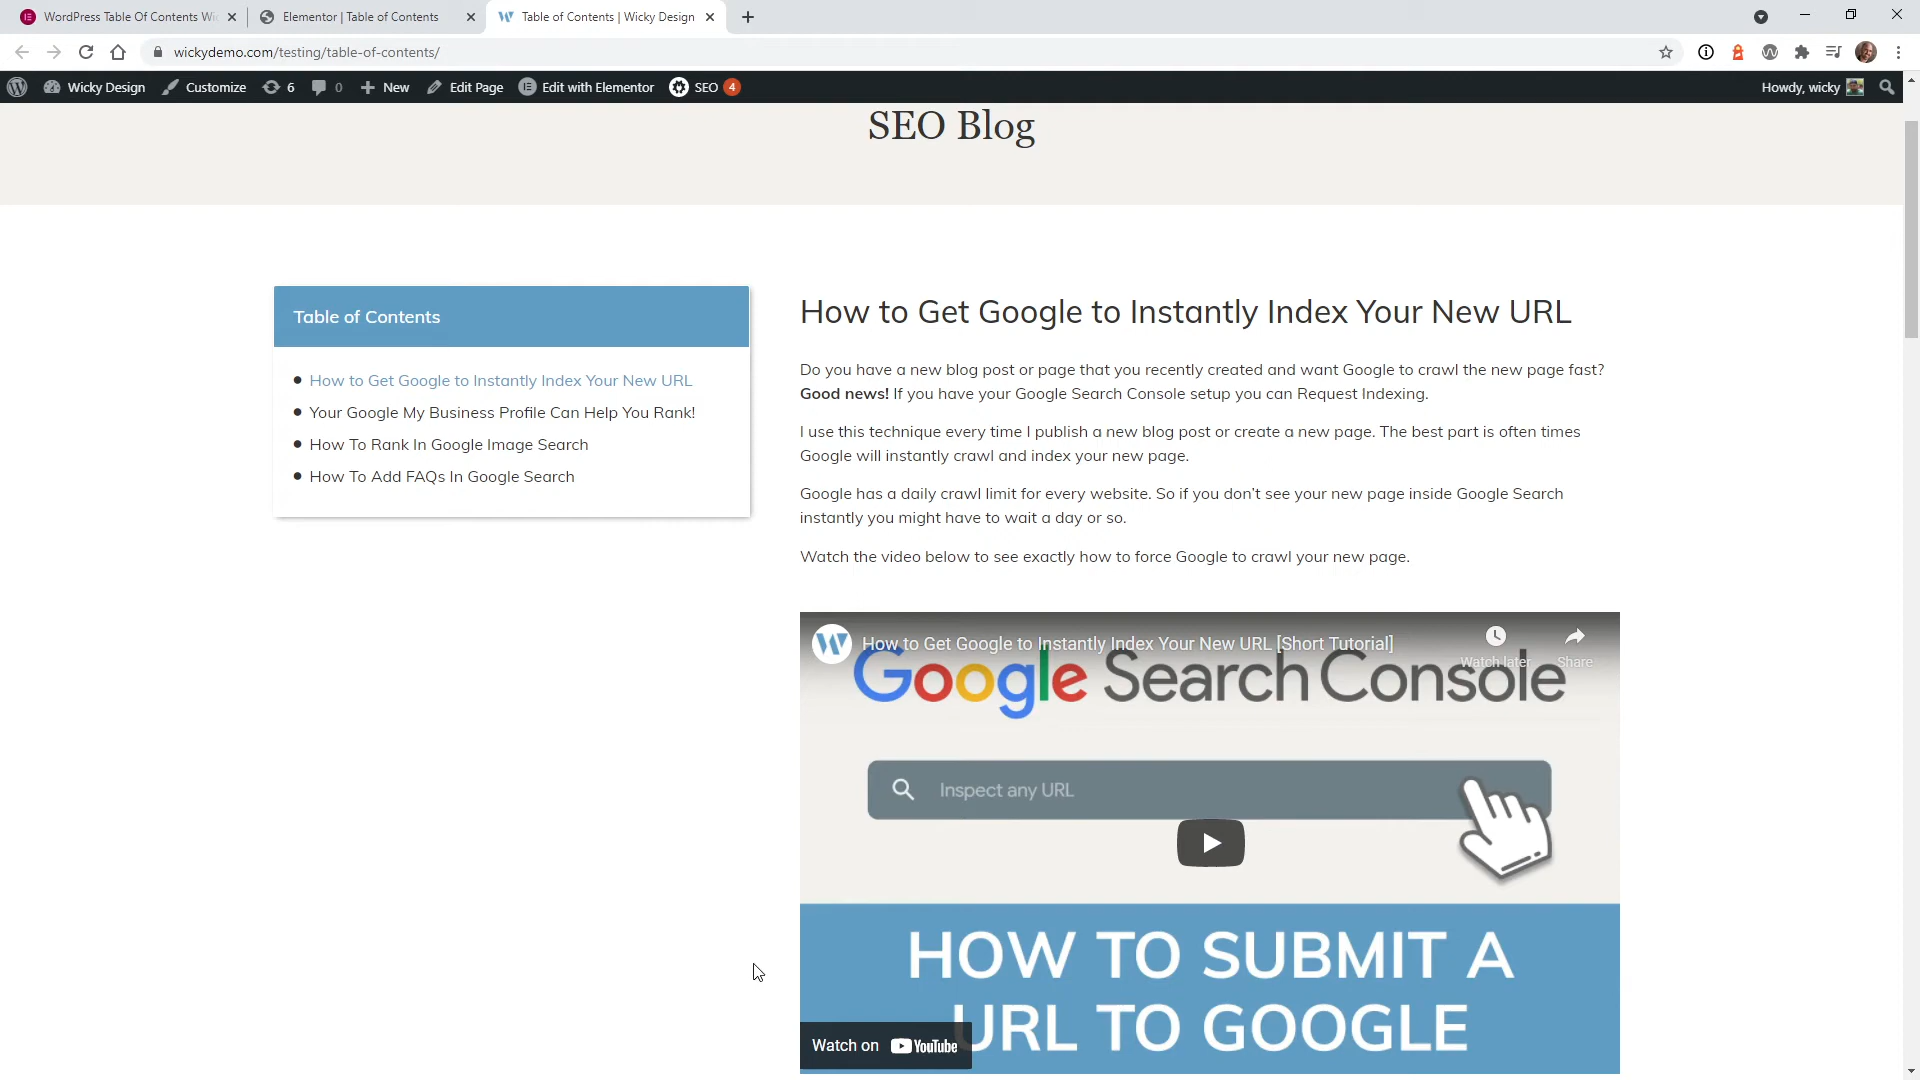 WordPress Table Of Contents Wi
Elementor | Table of Contents
Table of Contents | Wicky Design
wickydemo.com/testing/table-of-contents/
Wicky Design
Customize
6
0
New
Edit Page
Edit with Elementor
SEO
4
Howdy, wicky
SEO Blog
Table of Contents
How to Get Google to Instantly Index Your New URL
Your Google My Business Profile Can Help You Rank!
How To Rank In Google Image Search
How To Add FAQs In Google Search
How to Get Google to Instantly Index Your New URL
Do you have a new blog post or page that you recently created and want Google to crawl the new page fast?
Good news! If you have your Google Search Console setup you can Request Indexing.
I use this technique every time I publish a new blog post or create a new page. The best part is often times
Google will instantly crawl and index your new page.
Google has a daily crawl limit for every website. So if you don’t see your new page inside Google Search
instantly you might have to wait a day or so.
Watch the video below to see exactly how to force Google to crawl your new page.
How to Get Google to Instantly Index Your New URL [Short Tutorial]
Watch later
Share
Google Search Console
Inspect any URL
HOW TO SUBMIT A
URL TO GOOGLE
Watch on YouTube